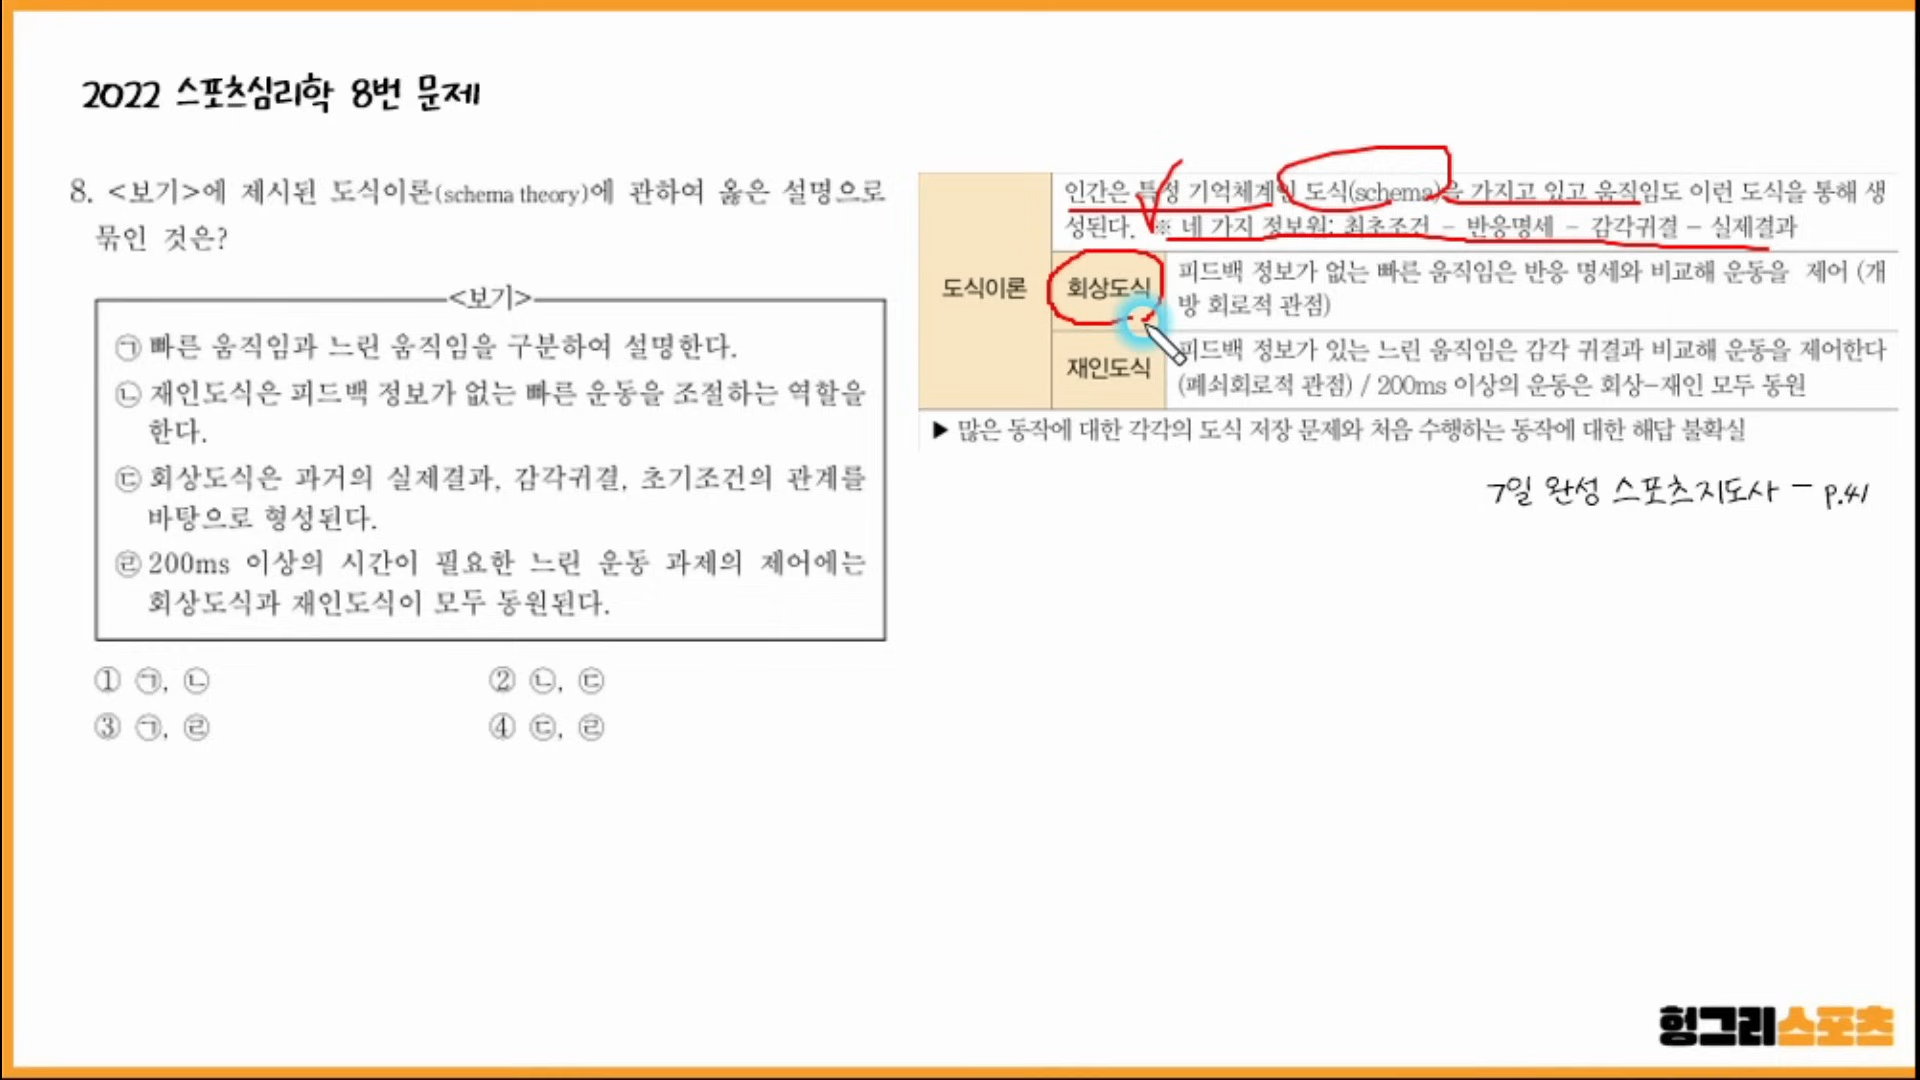 2022 스포츠심리학 8번 문제
8. <보기>에 제시된 도식이론(schema theory)에 관하여 옳은 설명으로
묶인 것은?
<보기>
㉠ 빠른 움직임과 느린 움직임을 구분하여 설명한다.
㉡ 재인도식은 피드백 정보가 없는 빠른 운동을 조절하는 역할을
한다.
㉢ 회상도식은 과거의 실제결과, 감각귀결, 초기조건의 관계를
바탕으로 형성된다.
㉣ 200ms 이상의 시간이 필요한 느린 운동 과제의 제어에는
회상도식과 재인도식이 모두 동원된다.
① ㉠, ㉡
② ㉡, ㉢
③ ㉠, ㉣
④ ㉢, ㉣
도식이론
인간은 특정 기억체계인 도식(schema)을 가지고 있고 움직임도 이런 도식을 통해 생
성된다. ※ 네 가지 정보원: 최초조건 - 반응명세 - 감각귀결 - 실제결과
회상도식
피드백 정보가 없는 빠른 움직임은 반응 명세와 비교해 운동을 제어 (개
방 회로적 관점)
재인도식
피드백 정보가 있는 느린 움직임은 감각 귀결과 비교해 운동을 제어한다
(폐쇄회로적 관점) / 200ms 이상의 운동은 회상-재인 모두 동원
▶ 많은 동작에 대한 각각의 도식 저장 문제와 처음 수행하는 동작에 대한 해답 불확실
7일 완성 스포츠지도사 - p.41
헝그리스포츠